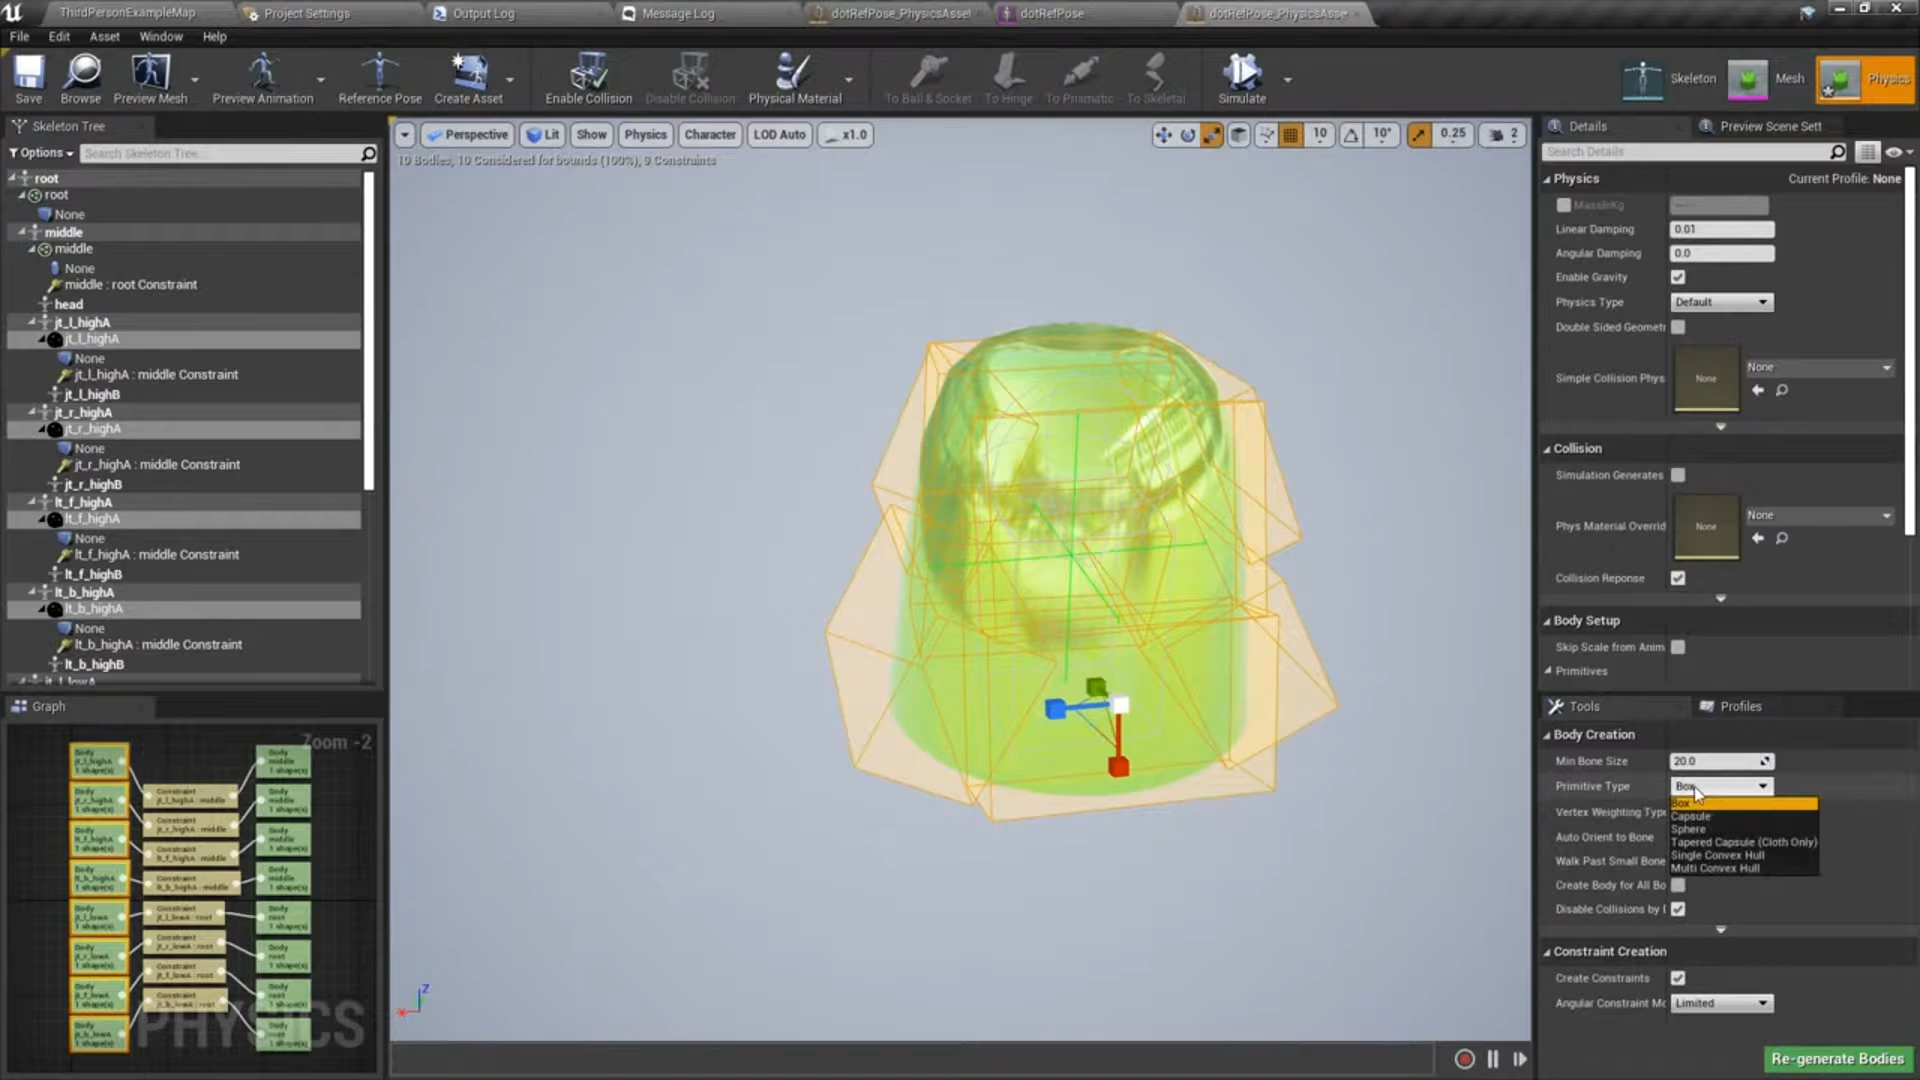 ThirdPersonExampleMap
Project Settings
Output Log
Message Log
dotRefPose_PhysicsAsset
dotRefPose
dotRefPose_PhysicsAsse
File Edit Asset Window Help
Save
Browse
Preview Mesh
Preview Animation
Reference Pose
Create Asset
Enable Collision
Disable Collision
Physical Material
To Ball & Socket
To Hinge
To Prismatic
To Skeletal
Simulate
Skeleton
Mesh
Physics
Skeleton Tree
Options
Search Skeleton Tree...
root
root
None
middle
middle
None
middle : root Constraint
head
jt_l_highA
jt_l_highA
None
jt_l_highA : middle Constraint
jt_l_highB
jt_r_highA
jt_r_highA
None
jt_r_highA : middle Constraint
jt_r_highB
lt_f_highA
lt_f_highA
None
lt_f_highA : middle Constraint
lt_f_highB
lt_b_highA
lt_b_highA
None
lt_b_highA : middle Constraint
lt_b_highB
Perspective
Lit
Show
Physics
Character
LOD Auto
x1.0
10
10°
0.25
2
10 Bodies, 10 Considered for bounds (100%), 9 Constraints
Z
Details
Preview Scene Sett
Search Details
Physics
Current Profile: None
MassInKg
Linear Damping 0.01
Angular Damping 0.0
Enable Gravity
Physics Type Default
Double Sided Geometr
Simple Collision Phys None None
Collision
Simulation Generates
Phys Material Overrid None None
Collision Reponse
Body Setup
Skip Scale from Anim
Primitives
Tools
Profiles
Body Creation
Min Bone Size 20.0
Primitive Type Box
Box
Capsule
Sphere
Tapered Capsule (Cloth Only)
Single Convex Hull
Multi Convex Hull
Vertex Weighting Type
Auto Orient to Bone
Walk Past Small Bone
Create Body for All Bo
Disable Collisions by
Constraint Creation
Create Constraints
Angular Constraint Mo Limited
Re-generate Bodies
Graph
Zoom -2
PHYSICS